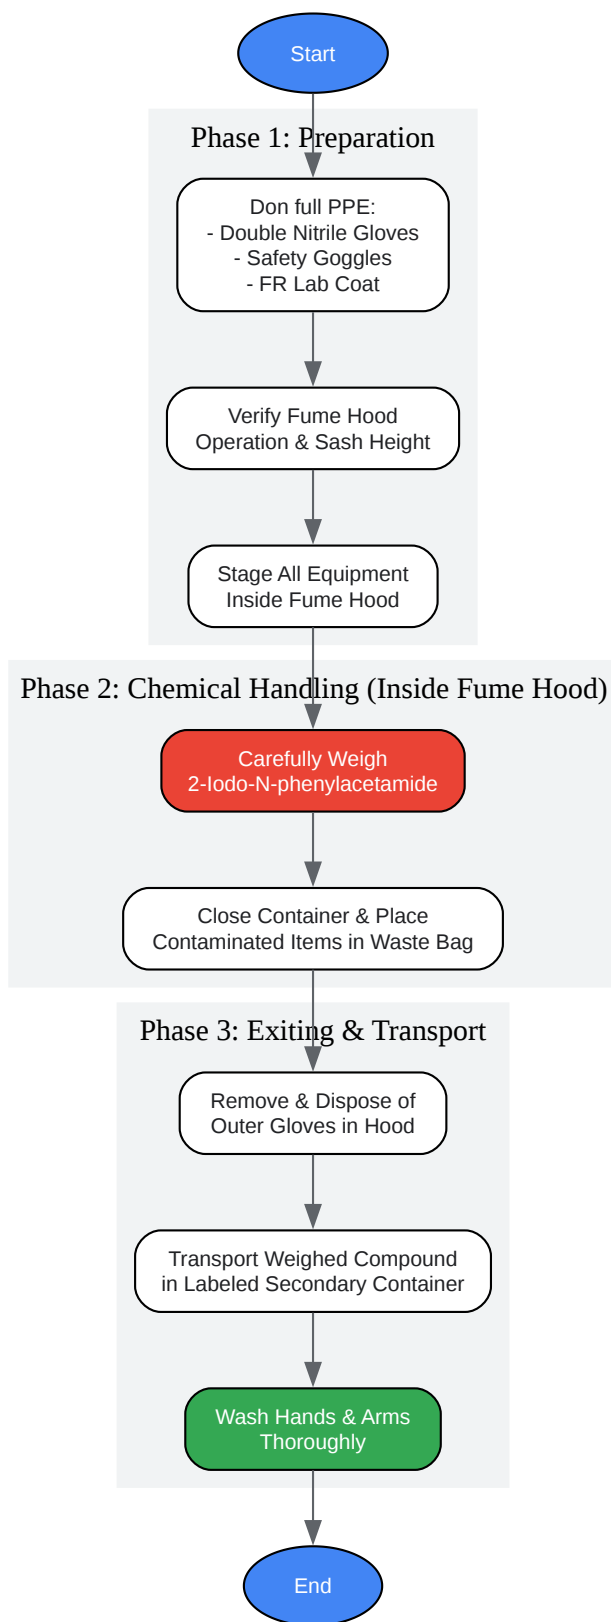 Start
Phase 1: Preparation
Don full PPE:
- Double Nitrile Gloves
- Safety Goggles
- FR Lab Coat
Verify Fume Hood
Operation & Sash Height
Stage All Equipment
Inside Fume Hood
Phase 2: Chemical Handling (Inside Fume Hood)
Carefully Weigh
2-Iodo-N-phenylacetamide
Close Container & Place
Contaminated Items in Waste Bag
Phase 3: Exiting & Transport
Remove & Dispose of
Outer Gloves in Hood
Transport Weighed Compound
in Labeled Secondary Container
Wash Hands & Arms
Thoroughly
End